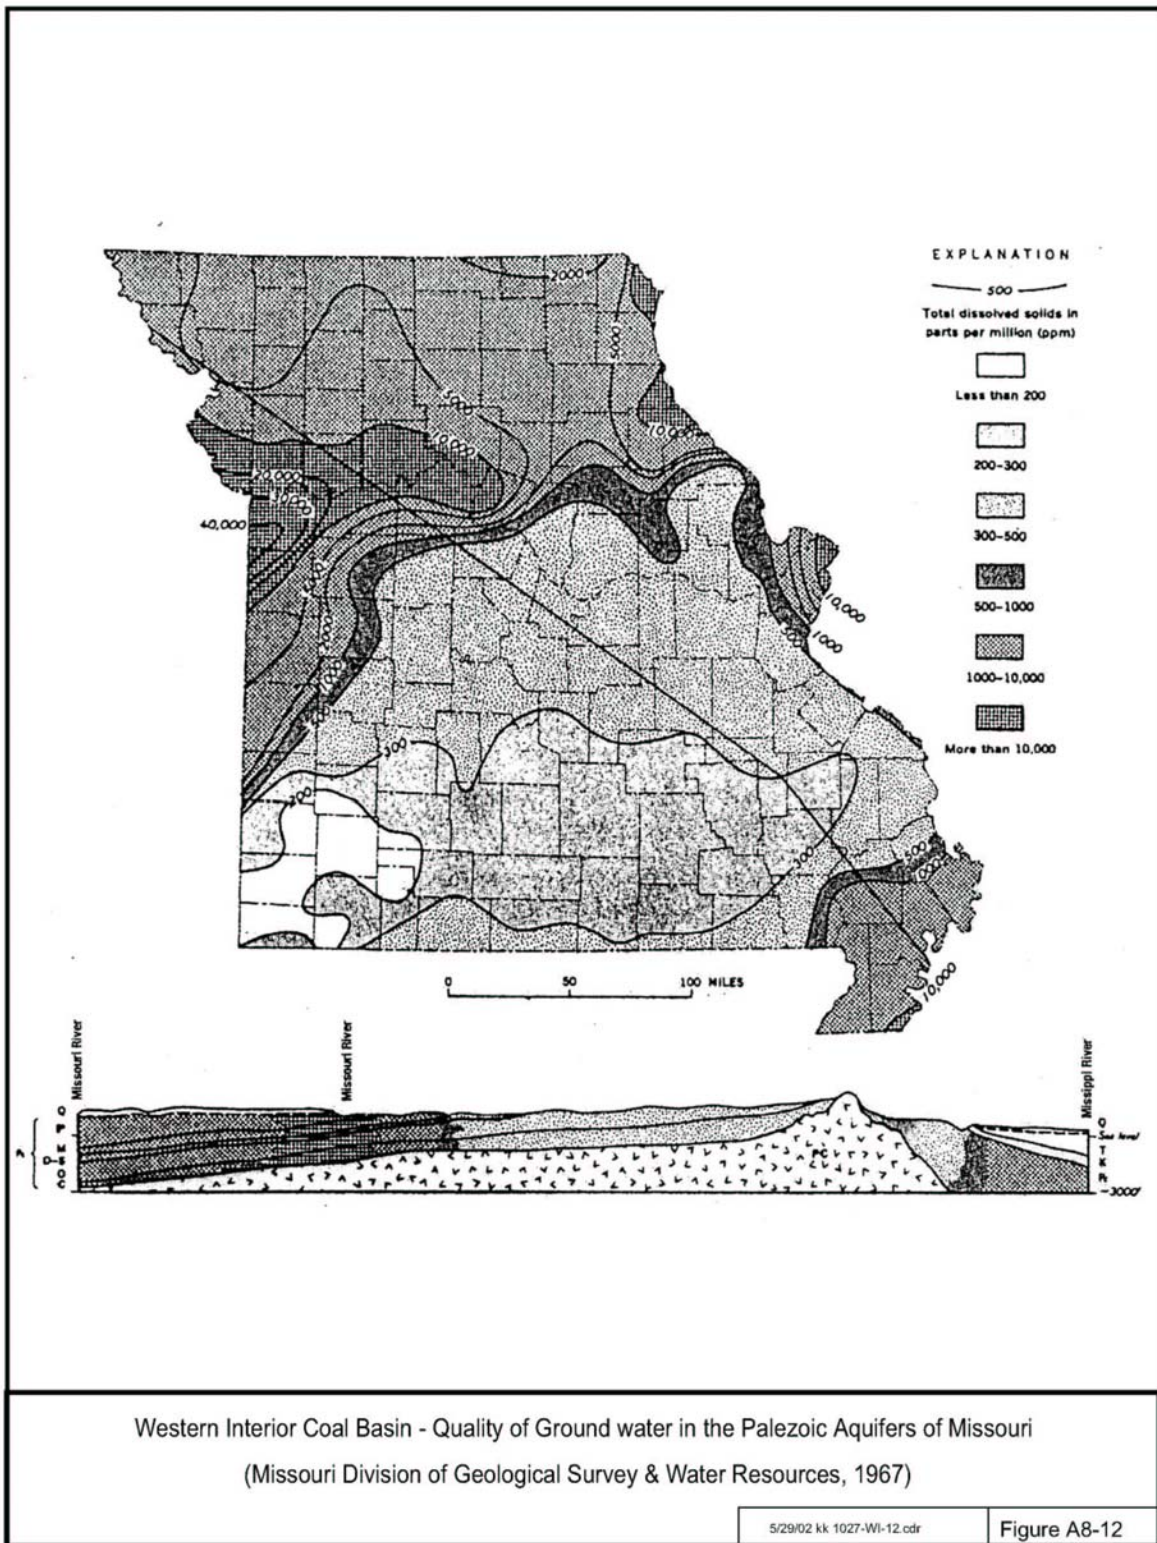 EXPLANATION
500
Total dissolved solids in
parts per million (ppm)
Less than 200
200-300
300-500
500-1000
1000-10,000
More than 10,000
2000
5000
5000
10,000
10,000
20,000
40,000
2000
1000
10,000
1000
300
300
500
1000
10,000
0 50 100 MILES
Missouri River
Missouri River
Missippi River
Q
P
M
D
O
Q
Sea level
T
K
PC
-3000'
Western Interior Coal Basin - Quality of Ground water in the Palezoic Aquifers of Missouri
(Missouri Division of Geological Survey & Water Resources, 1967)
5/29/02 kk 1027-WI-12.cdr
Figure A8-12